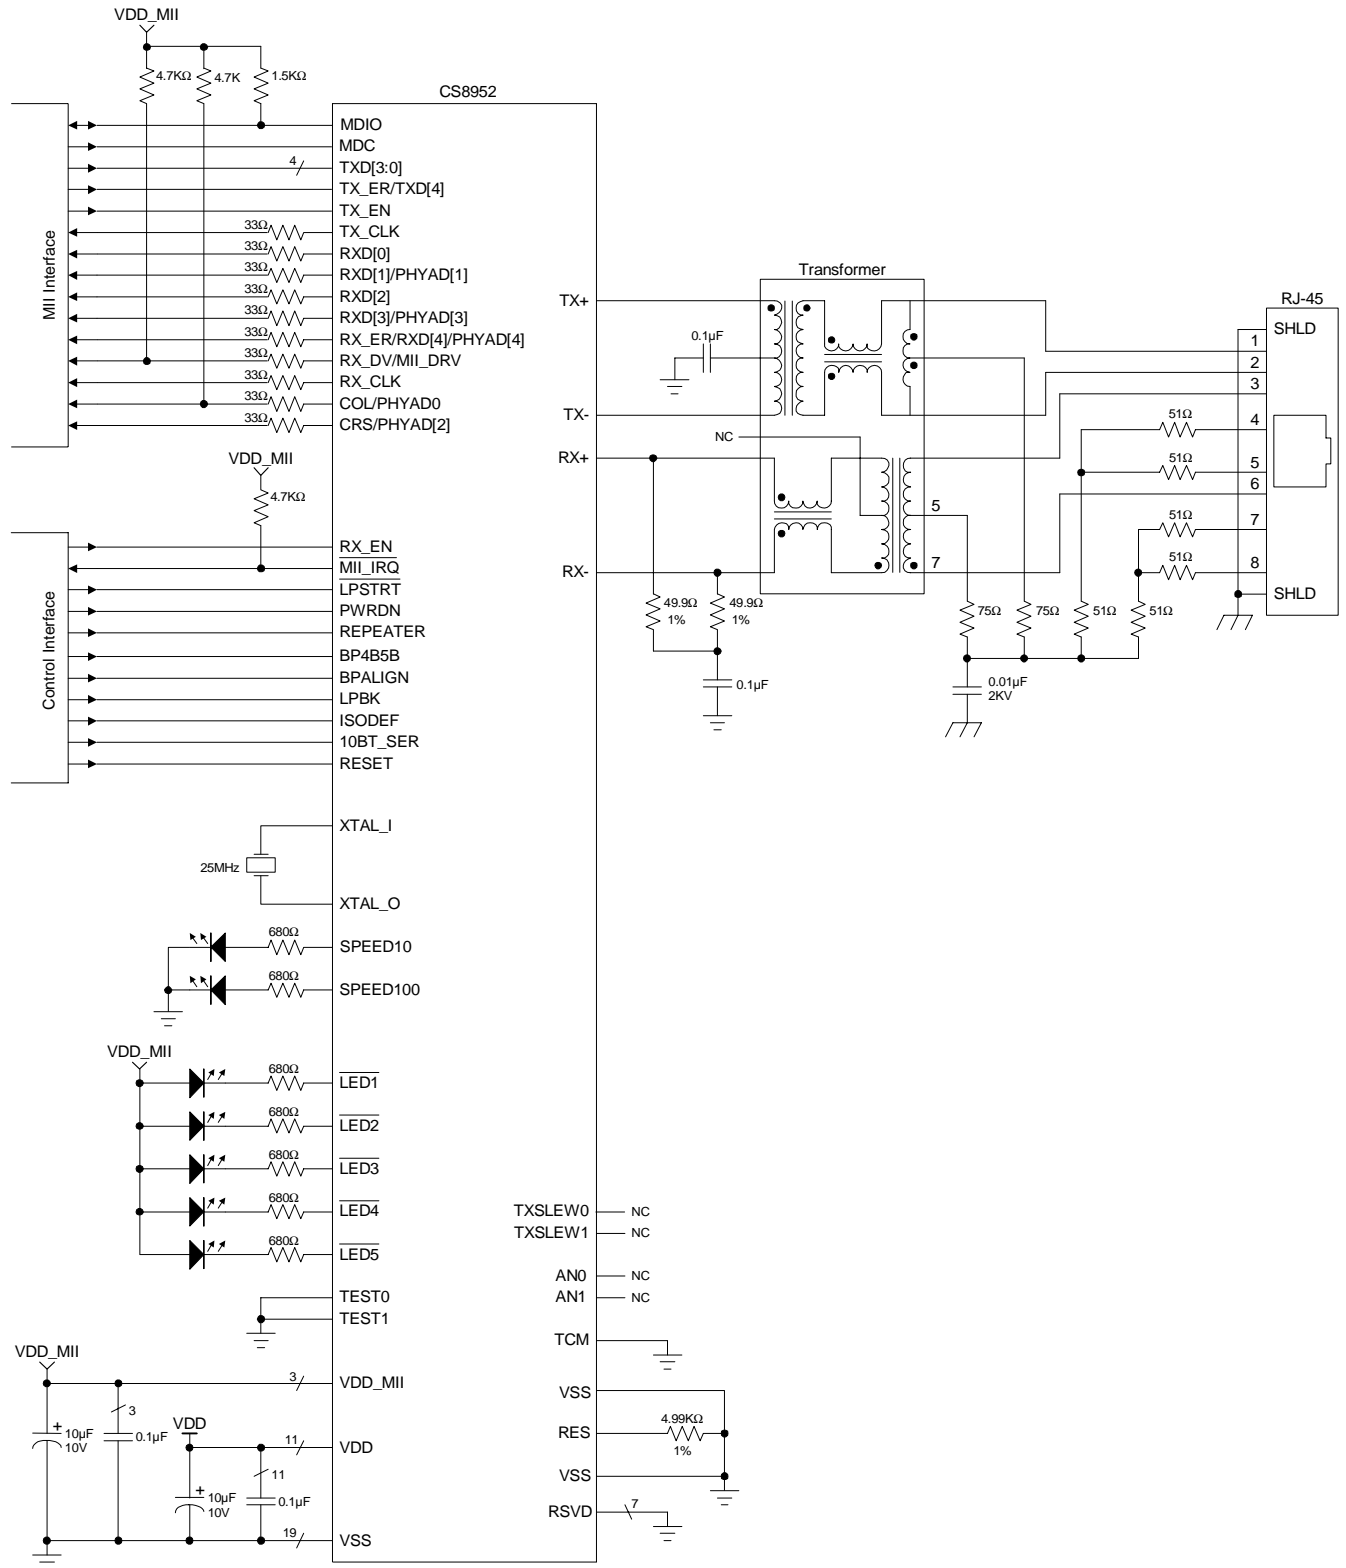 VDD_MII
4.7KΩ
4.7K
1.5KΩ
CS8952
MII Interface
MDIO
MDC
4
TXD[3:0]
TX_ER/TXD[4]
TX_EN
33Ω
TX_CLK
33Ω
RXD[0]
33Ω
RXD[1]/PHYAD[1]
33Ω
RXD[2]
33Ω
RXD[3]/PHYAD[3]
33Ω
RX_ER/RXD[4]/PHYAD[4]
33Ω
RX_DV/MII_DRV
33Ω
RX_CLK
33Ω
COL/PHYAD0
33Ω
CRS/PHYAD[2]
VDD_MII
4.7KΩ
Control Interface
RX_EN
MII_IRQ
LPSTRT
PWRDN
REPEATER
BP4B5B
BPALIGN
LPBK
ISODEF
10BT_SER
RESET
XTAL_I
25MHz
XTAL_O
680Ω
SPEED10
680Ω
SPEED100
VDD_MII
680Ω
LED1
680Ω
LED2
680Ω
LED3
680Ω
LED4
680Ω
LED5
TEST0
TEST1
VDD_MII
3
VDD_MII
+
10µF
10V
3
0.1µF
VDD
11
VDD
+
10µF
10V
11
0.1µF
19
VSS
TX+
TX-
RX+
RX-
0.1µF
NC
Transformer
5
7
49.9Ω
1%
49.9Ω
1%
0.1µF
75Ω
75Ω
51Ω
51Ω
0.01µF
2KV
51Ω
51Ω
51Ω
51Ω
RJ-45
SHLD
1
2
3
4
5
6
7
8
SHLD
TXSLEW0
NC
TXSLEW1
NC
AN0
NC
AN1
NC
TCM
VSS
RES
4.99KΩ
1%
VSS
RSVD
7